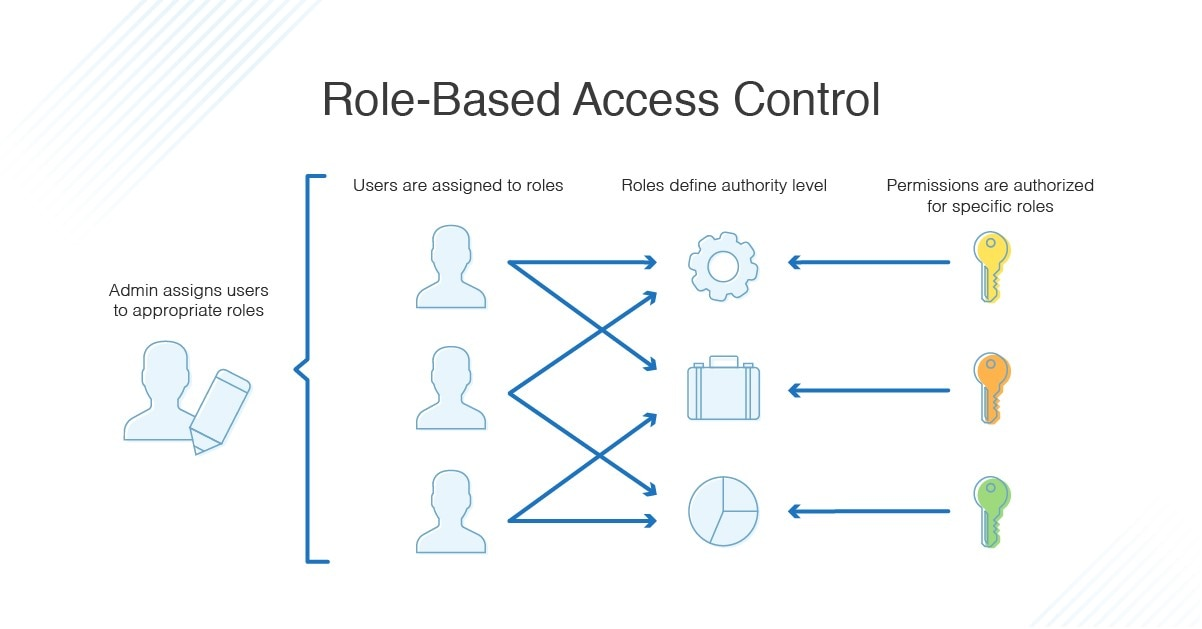 Role-Based Access Control
Users are assigned to roles
Roles define authority level
Permissions are authorized
for specific roles
Admin assigns users
to appropriate roles